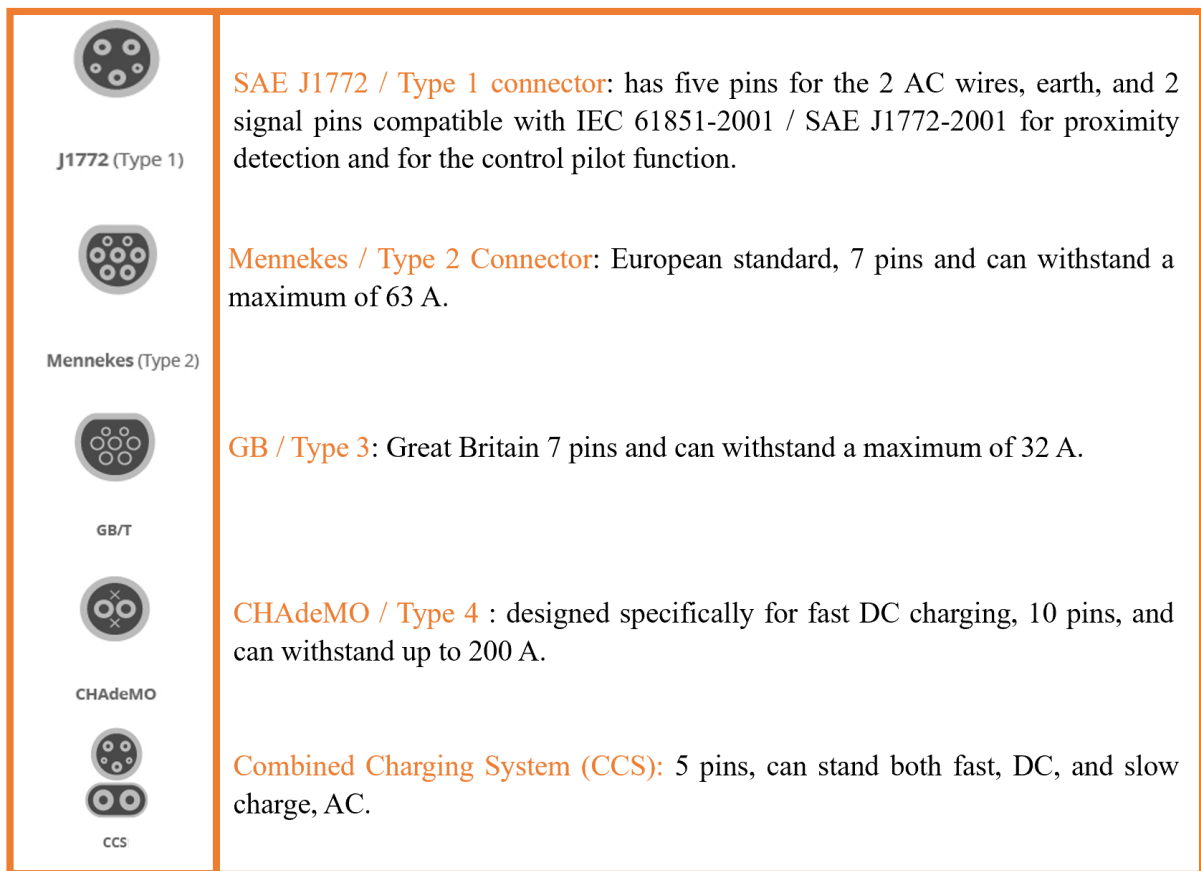 SAE J1772 / Type 1 connector: has five pins for the 2 AC wires, earth, and 2
signal pins compatible with IEC 61851-2001 / SAE J1772-2001 for proximity
detection and for the control pilot function.
J1772 (Type 1)
Mennekes / Type 2 Connector: European standard, 7 pins and can withstand a
maximum of 63 A.
Mennekes (Type 2)
GB / Type 3: Great Britain 7 pins and can withstand a maximum of 32 A.
GB/T
CHAdeMO / Type 4 : designed specifically for fast DC charging, 10 pins, and
can withstand up to 200 A.
CHAdeMO
Combined Charging System (CCS): 5 pins, can stand both fast, DC, and slow
charge, AC.
CCS